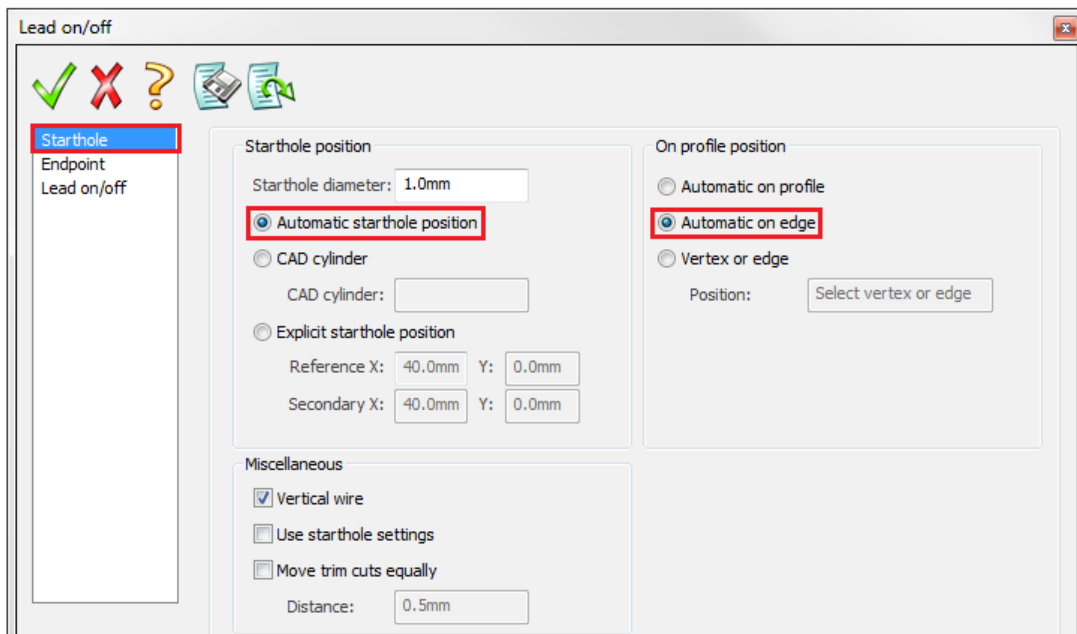 Lead on/off
Starthole
Endpoint
Lead on/off
Starthole position
Starthole diameter: 1.0mm
Automatic starthole position
CAD cylinder
CAD cylinder:
Explicit starthole position
Reference X: 40.0mm Y: 0.0mm
Secondary X: 40.0mm Y: 0.0mm
On profile position
Automatic on profile
Automatic on edge
Vertex or edge
Position: Select vertex or edge
Miscellaneous
Vertical wire
Use starthole settings
Move trim cuts equally
Distance: 0.5mm